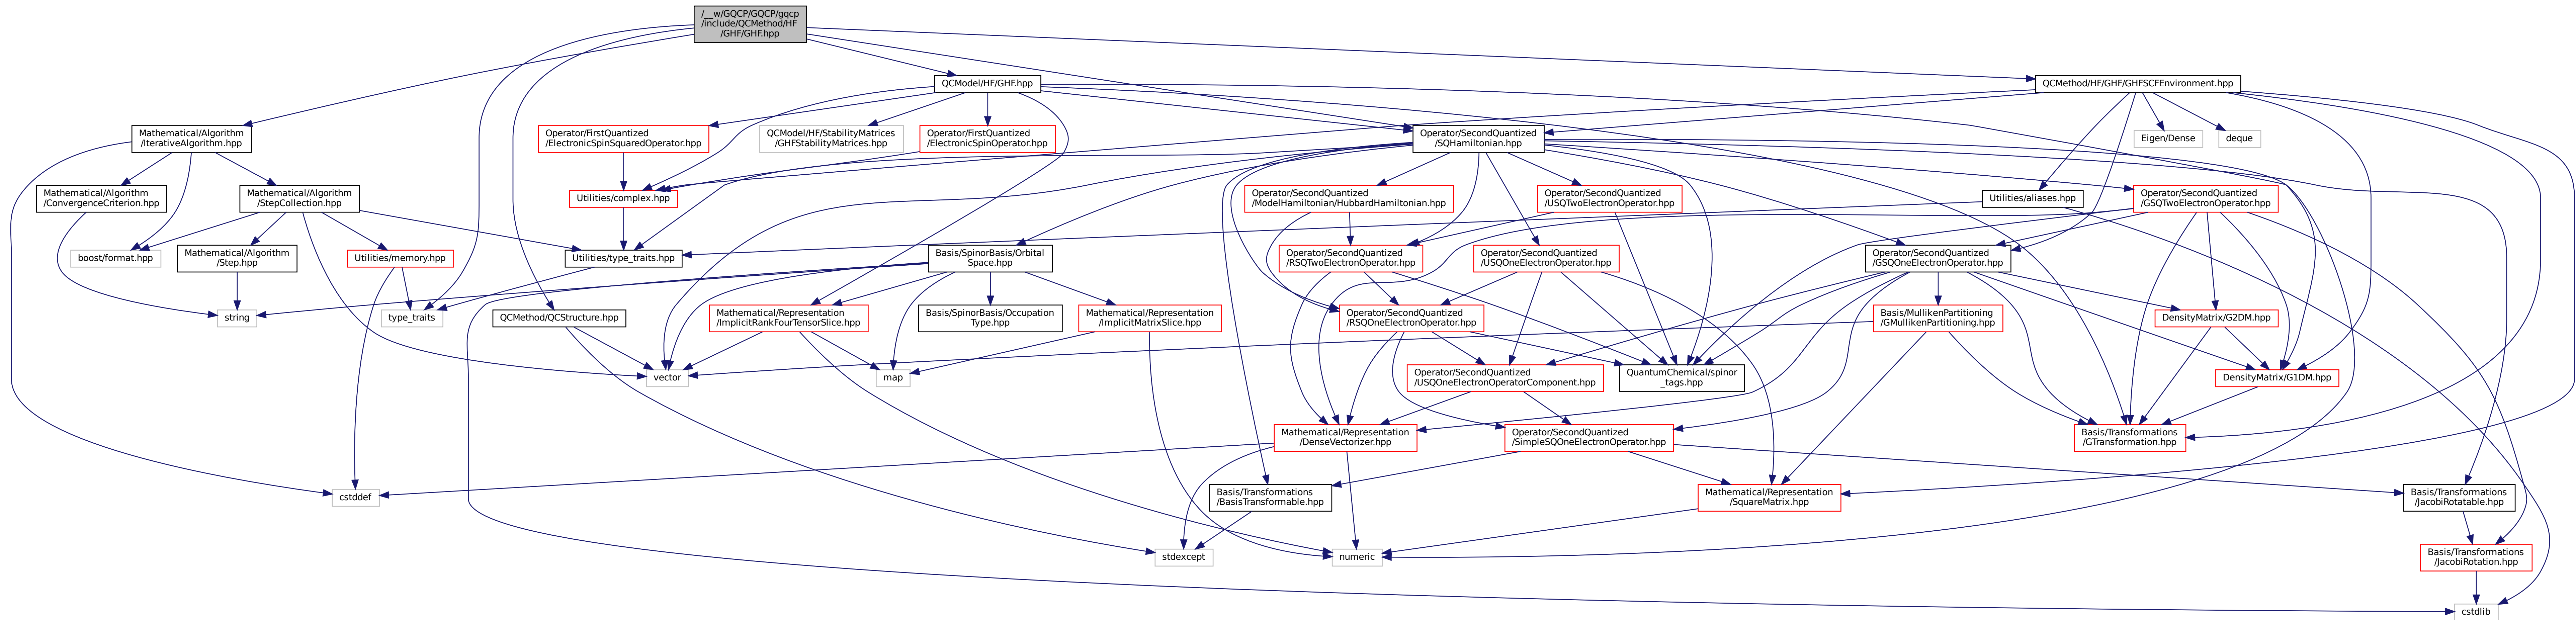 /__w/GQCP/GQCP/gqcp
/include/QCMethod/HF
/GHF/GHF.hpp
QCModel/HF/GHF.hpp
QCMethod/HF/GHF/GHFSCFEnvironment.hpp
Mathematical/Algorithm
/IterativeAlgorithm.hpp
Operator/FirstQuantized
/ElectronicSpinSquaredOperator.hpp
QCModel/HF/StabilityMatrices
/GHFStabilityMatrices.hpp
Operator/FirstQuantized
/ElectronicSpinOperator.hpp
Operator/SecondQuantized
/SQHamiltonian.hpp
Eigen/Dense
deque
Mathematical/Algorithm
/ConvergenceCriterion.hpp
Mathematical/Algorithm
/StepCollection.hpp
Utilities/complex.hpp
Operator/SecondQuantized
/ModelHamiltonian/HubbardHamiltonian.hpp
Operator/SecondQuantized
/USQTwoElectronOperator.hpp
Utilities/aliases.hpp
Operator/SecondQuantized
/GSQTwoElectronOperator.hpp
boost/format.hpp
Mathematical/Algorithm
/Step.hpp
Utilities/memory.hpp
Utilities/type_traits.hpp
Basis/SpinorBasis/Orbital
Space.hpp
Operator/SecondQuantized
/RSQTwoElectronOperator.hpp
Operator/SecondQuantized
/USQOneElectronOperator.hpp
Operator/SecondQuantized
/GSQOneElectronOperator.hpp
string
type_traits
QCMethod/QCStructure.hpp
Mathematical/Representation
/ImplicitRankFourTensorSlice.hpp
Basis/SpinorBasis/Occupation
Type.hpp
Mathematical/Representation
/ImplicitMatrixSlice.hpp
Operator/SecondQuantized
/RSQOneElectronOperator.hpp
Basis/MullikenPartitioning
/GMullikenPartitioning.hpp
DensityMatrix/G2DM.hpp
vector
map
Operator/SecondQuantized
/USQOneElectronOperatorComponent.hpp
QuantumChemical/spinor
_tags.hpp
DensityMatrix/G1DM.hpp
Mathematical/Representation
/DenseVectorizer.hpp
Operator/SecondQuantized
/SimpleSQOneElectronOperator.hpp
Basis/Transformations
/GTransformation.hpp
cstddef
Basis/Transformations
/BasisTransformable.hpp
Mathematical/Representation
/SquareMatrix.hpp
Basis/Transformations
/JacobiRotatable.hpp
stdexcept
numeric
Basis/Transformations
/JacobiRotation.hpp
cstdlib